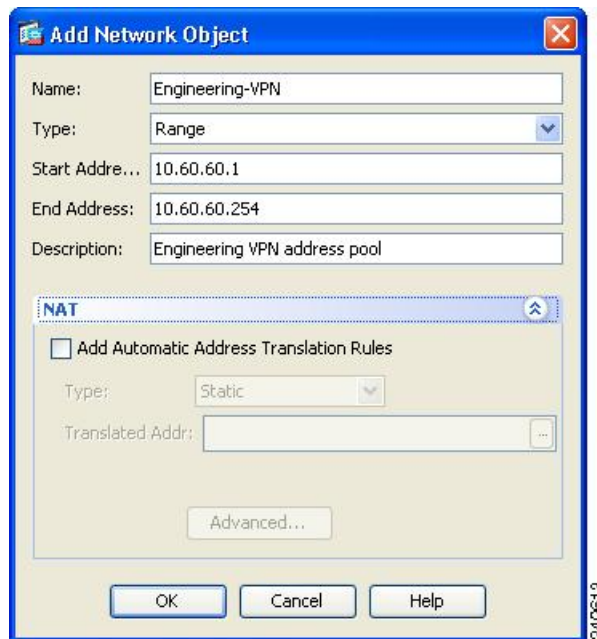 Add Network Object
Name: Engineering-VPN
Type: Range
Start Addre... 10.60.60.1
End Address: 10.60.60.254
Description: Engineering VPN address pool
NAT
Add Automatic Address Translation Rules
Type: Static
Translated Addr: ...
Advanced...
OK Cancel Help